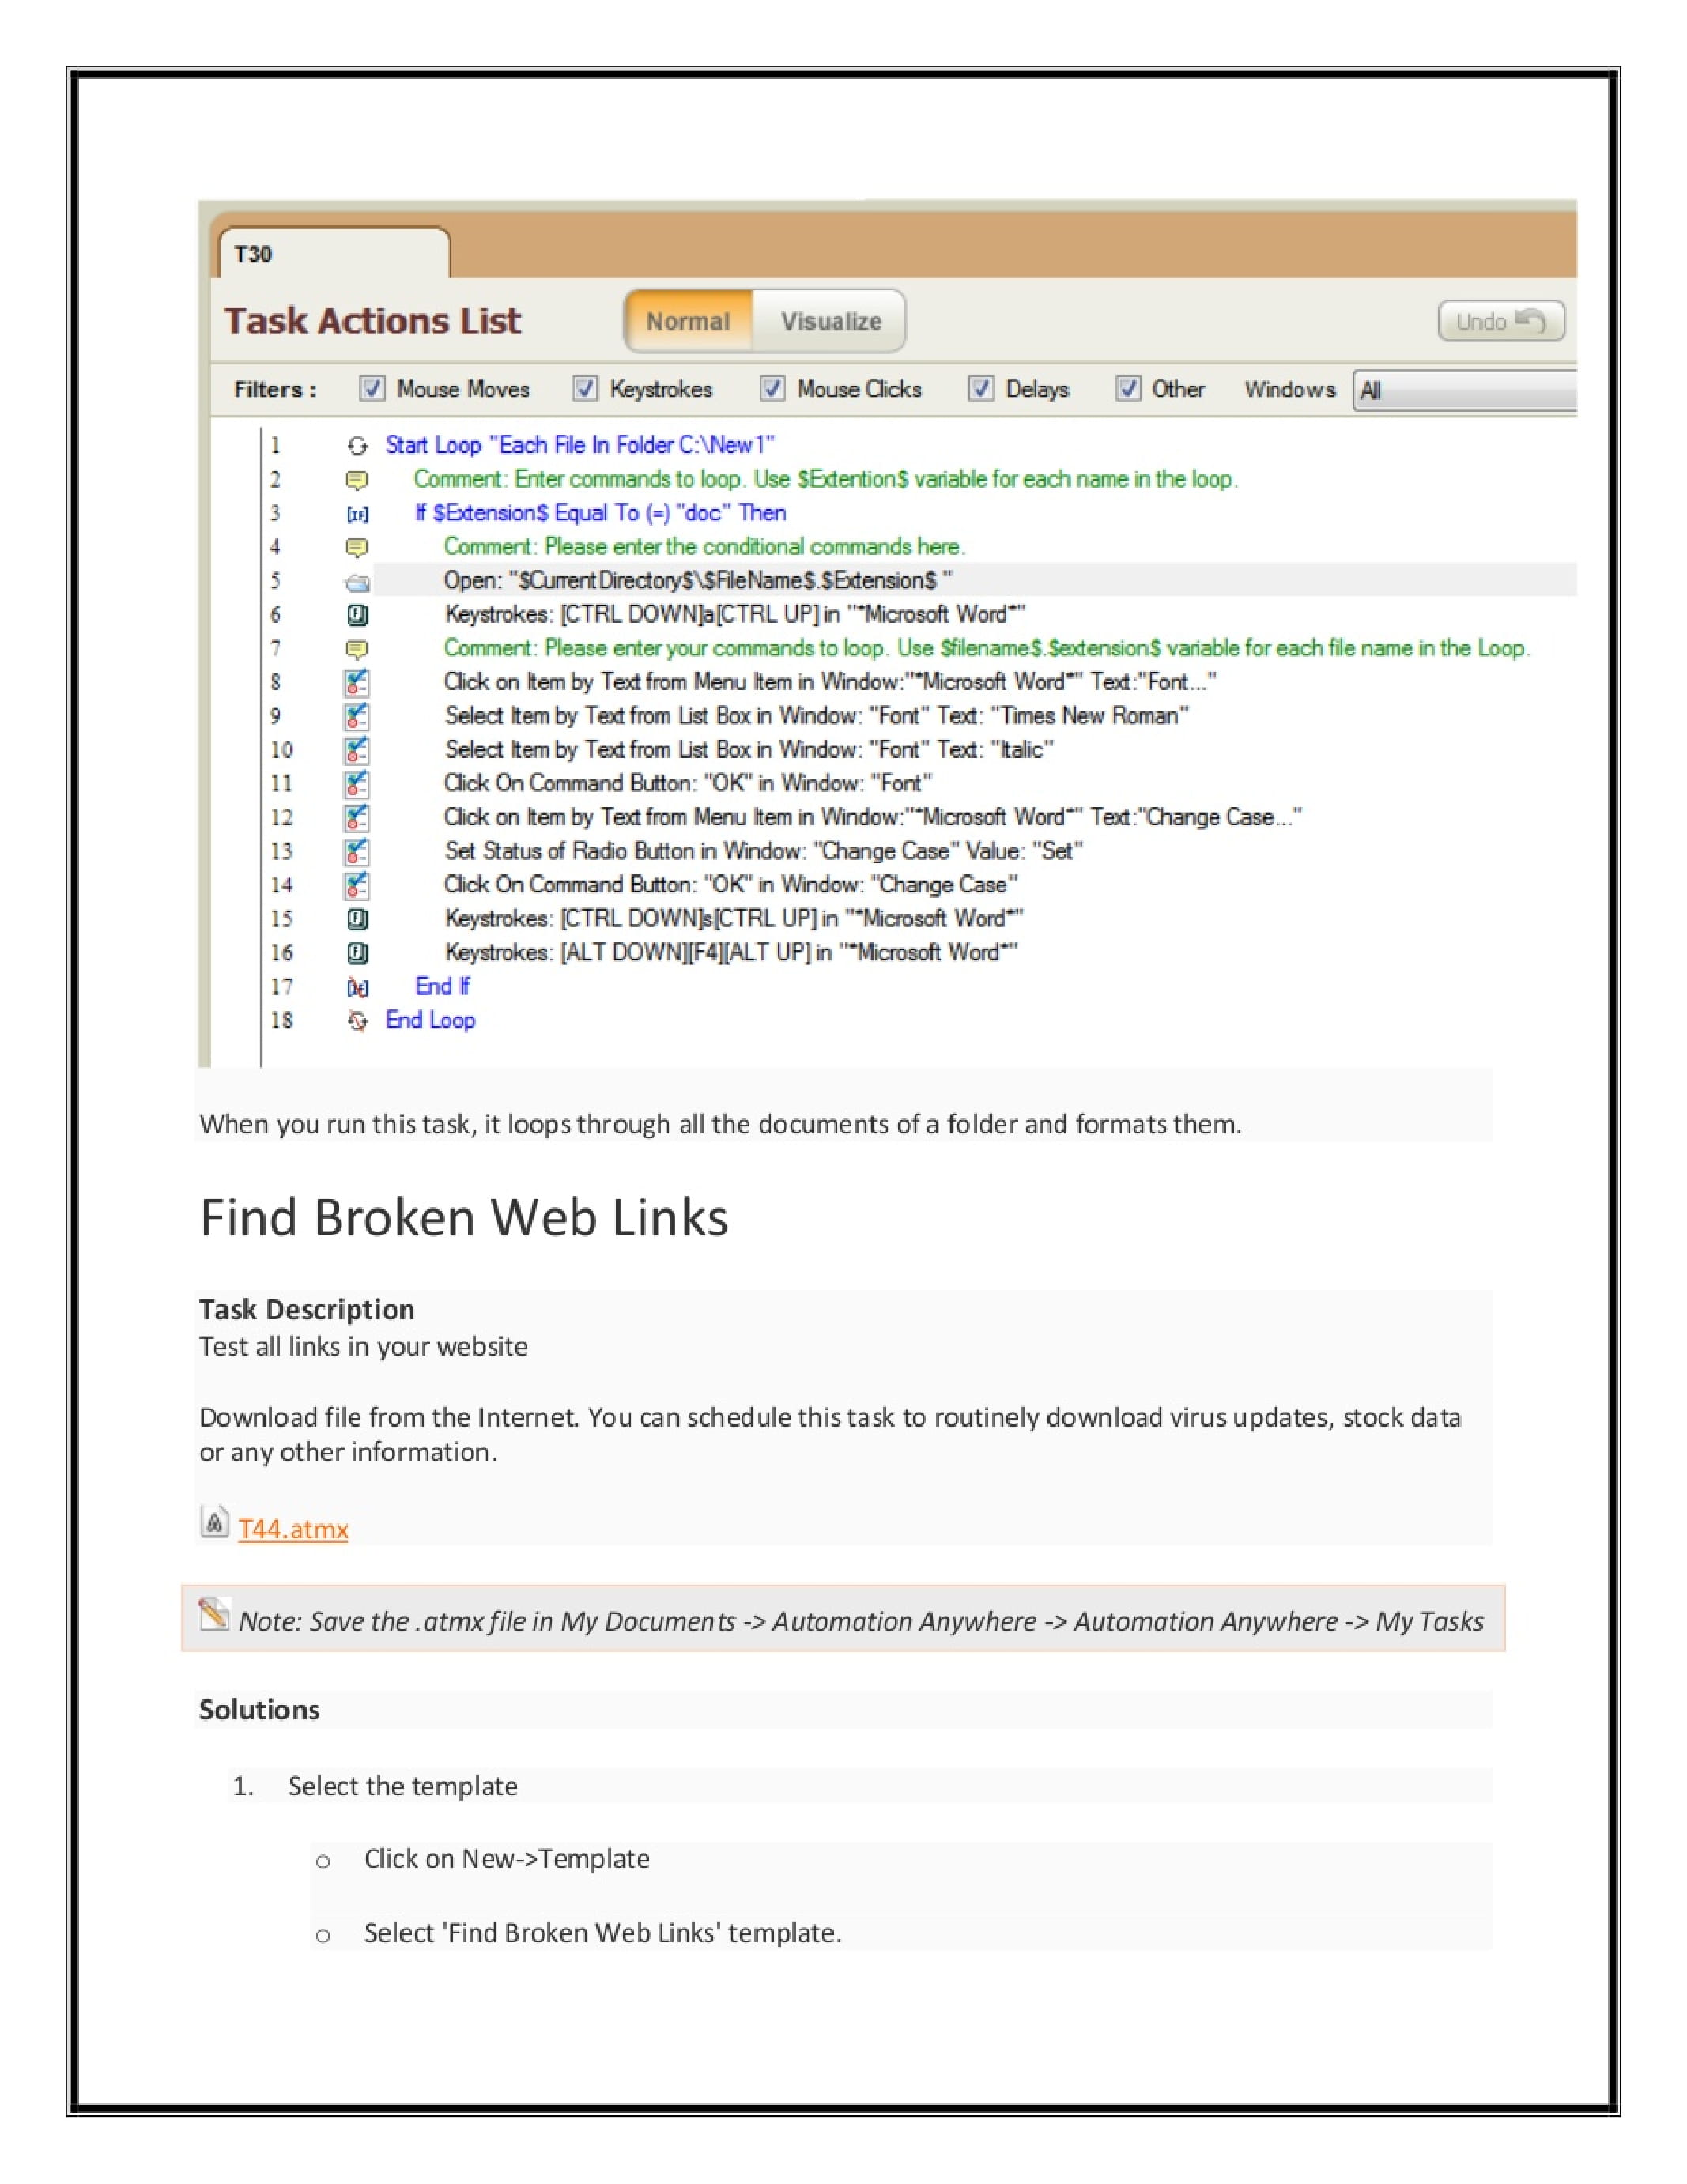 T30
Task Actions List Normal Visualize Undo
Filters : Mouse Moves Keystrokes Mouse Clicks Delays Other Windows All
1 Start Loop "Each File In Folder C:\New1"
2 Comment: Enter commands to loop. Use $Extention$ variable for each name in the loop.
3 [IF] If $Extension$ Equal To (=) "doc" Then
4 Comment: Please enter the conditional commands here.
5 Open: "$CurrentDirectory$\$FileName$.$Extension$ "
6 Keystrokes: [CTRL DOWN]a[CTRL UP] in "*Microsoft Word*"
7 Comment: Please enter your commands to loop. Use $filename$.$extension$ variable for each file name in the Loop.
8 Click on Item by Text from Menu Item in Window:"*Microsoft Word*" Text:"Font..."
9 Select Item by Text from List Box in Window: "Font" Text: "Times New Roman"
10 Select Item by Text from List Box in Window: "Font" Text: "Italic"
11 Click On Command Button: "OK" in Window: "Font"
12 Click on Item by Text from Menu Item in Window:"*Microsoft Word*" Text:"Change Case..."
13 Set Status of Radio Button in Window: "Change Case" Value: "Set"
14 Click On Command Button: "OK" in Window: "Change Case"
15 Keystrokes: [CTRL DOWN]s[CTRL UP] in "*Microsoft Word*"
16 Keystrokes: [ALT DOWN][F4][ALT UP] in "*Microsoft Word*"
17 End If
18 End Loop
When you run this task, it loops through all the documents of a folder and formats them.
Find Broken Web Links
Task Description
Test all links in your website
Download file from the Internet. You can schedule this task to routinely download virus updates, stock data
or any other information.
T44.atmx
Note: Save the .atmx file in My Documents -> Automation Anywhere -> Automation Anywhere -> My Tasks
Solutions
1. Select the template
o Click on New->Template
o Select 'Find Broken Web Links' template.